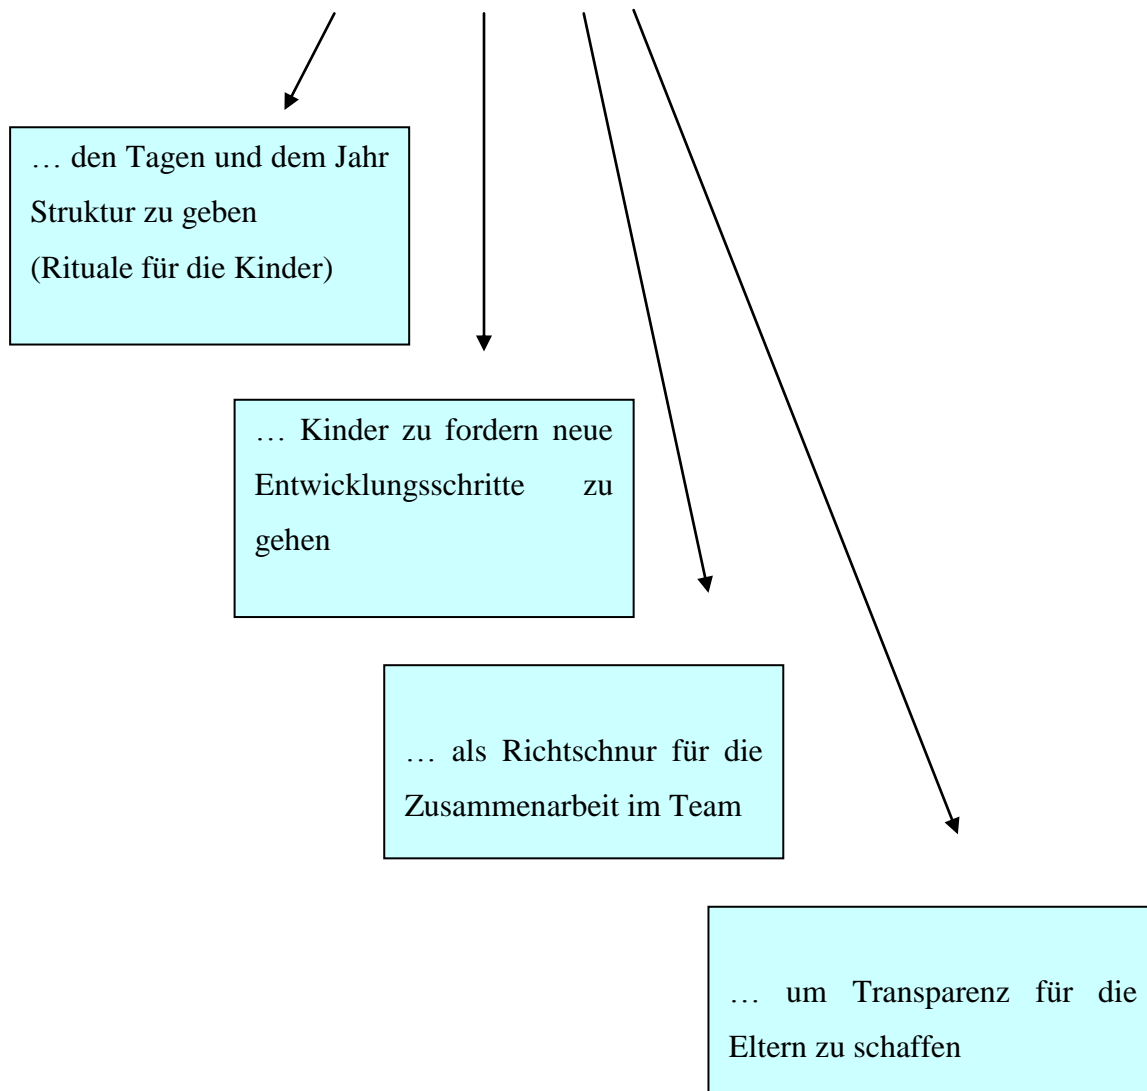 … den Tagen und dem Jahr
Struktur zu geben
(Rituale für die Kinder)
… Kinder zu fordern neue
Entwicklungsschritte zu
gehen
… als Richtschnur für die
Zusammenarbeit im Team
… um Transparenz für die
Eltern zu schaffen